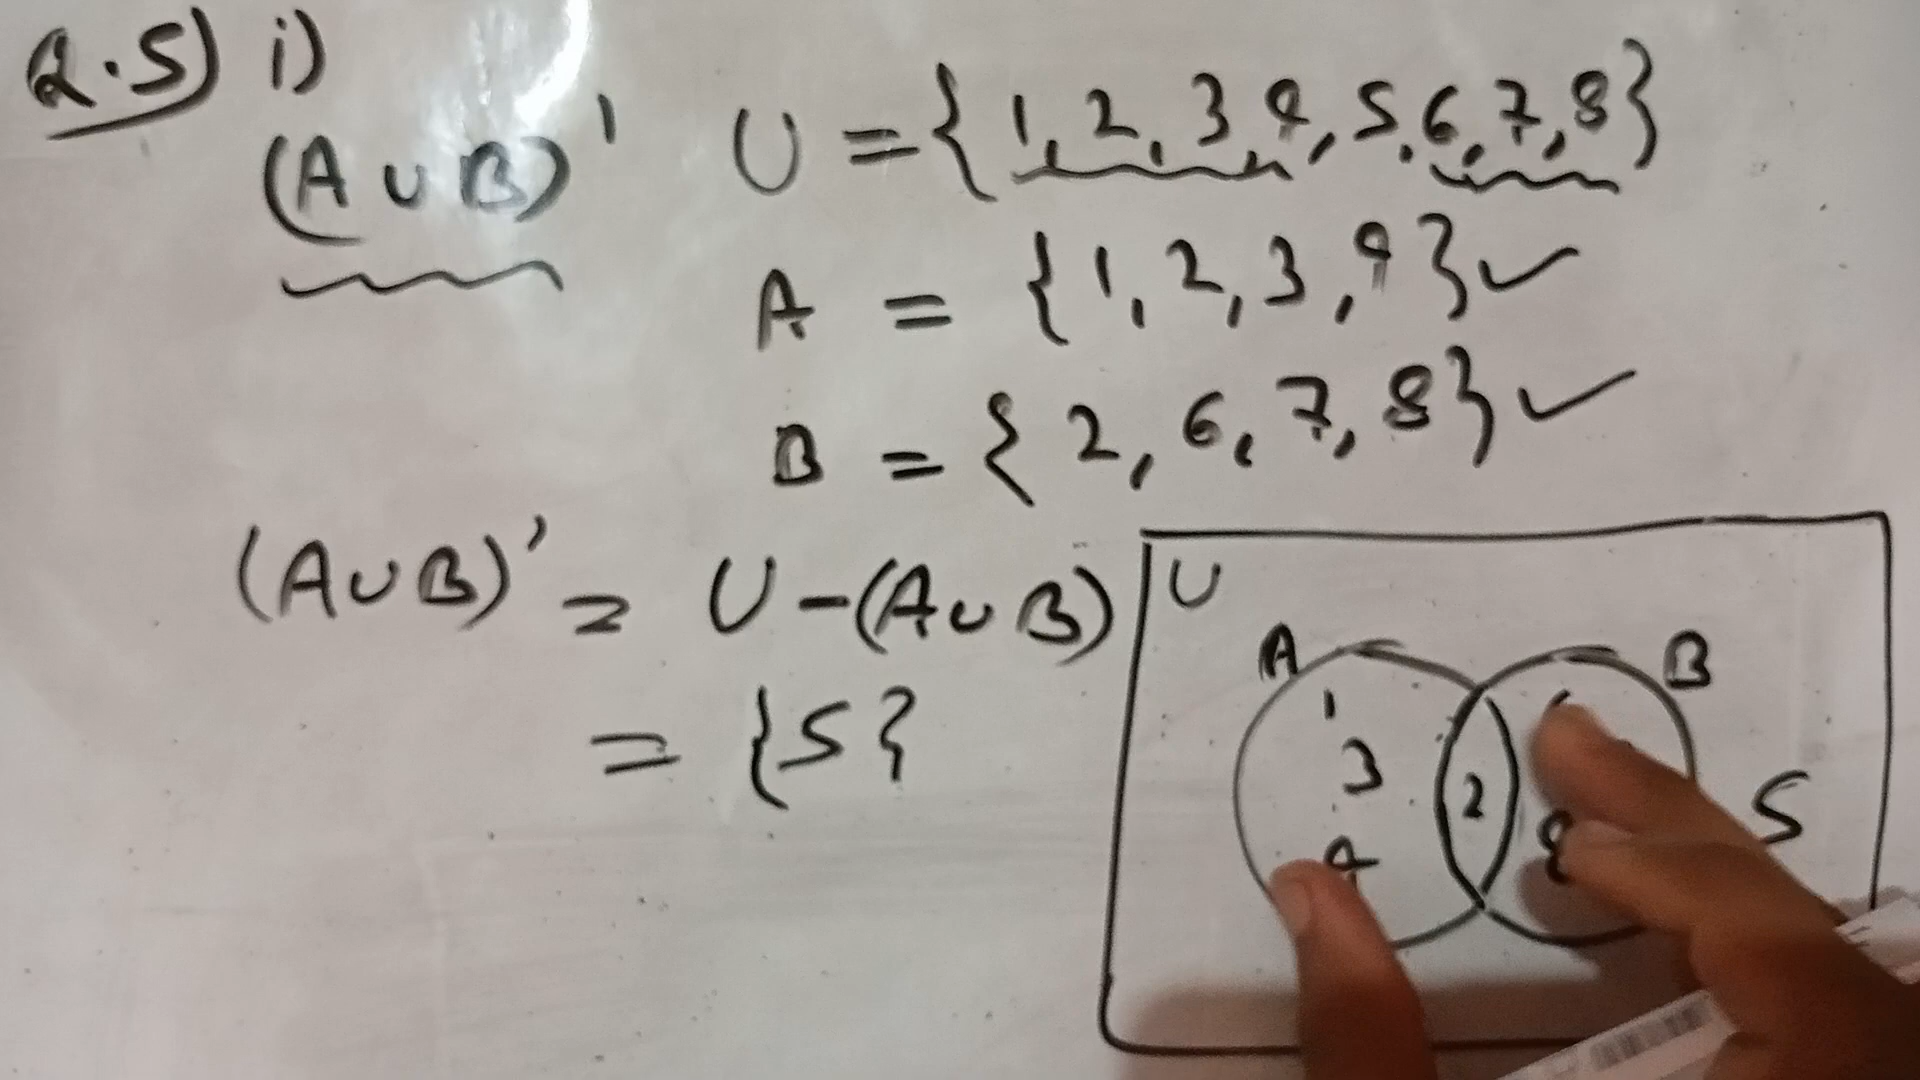 Q.5) i)
(A∪B)' U = {1, 2, 3, 4, 5, 6, 7, 8}
A = {1, 2, 3, 4} ✓
B = {2, 6, 7, 8} ✓
(A∪B)' = U - (A∪B)
= {5}
U
A B
1
3
2
5
4 8